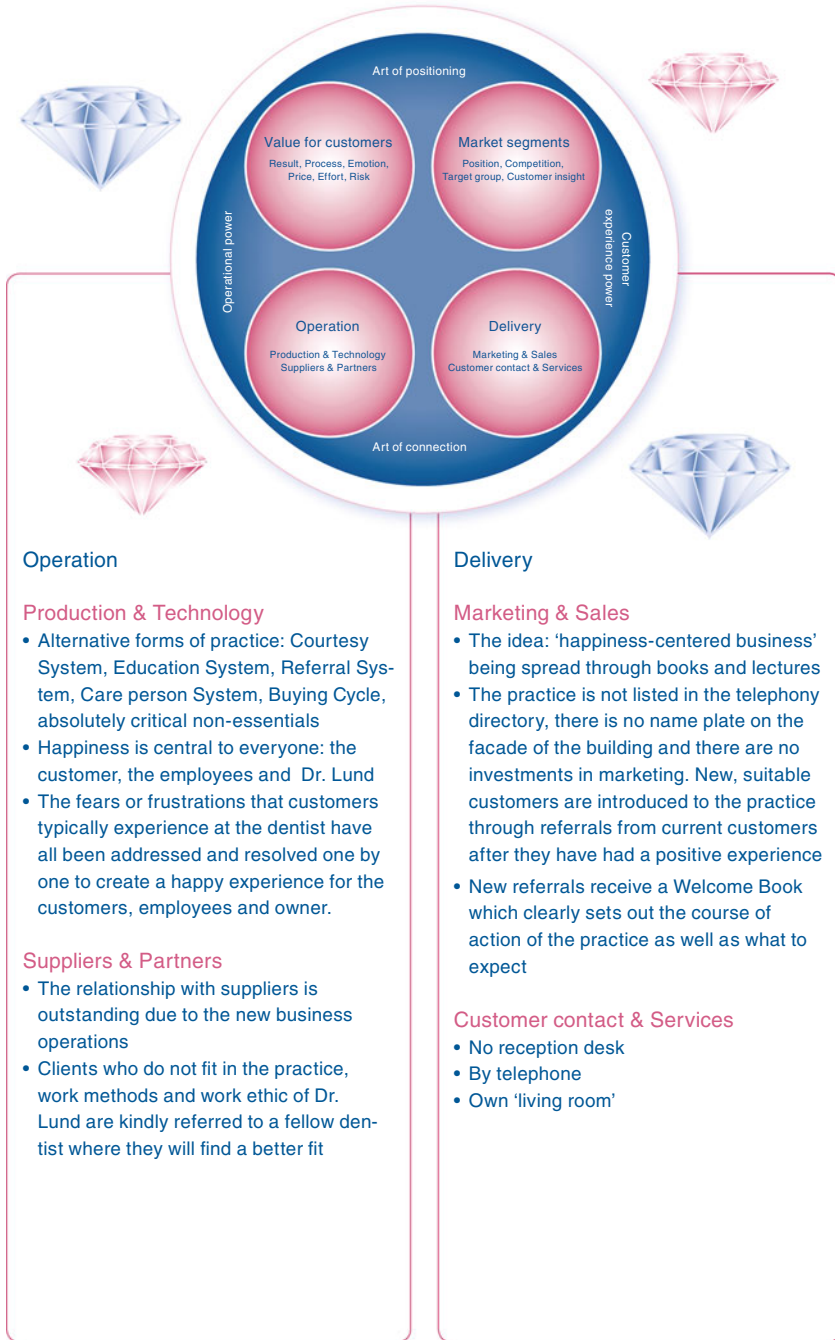 Art of positioning
Value for customers
Result, Process, Emotion,
Price, Effort, Risk
Market segments
Position, Competition,
Target group, Customer insight
Operational power
Customer
experience power
Operation
Production & Technology
Suppliers & Partners
Delivery
Marketing & Sales
Customer contact & Services
Art of connection
Operation
Production & Technology
• Alternative forms of practice: Courtesy
System, Education System, Referral Sys-
tem, Care person System, Buying Cycle,
absolutely critical non-essentials
• Happiness is central to everyone: the
customer, the employees and Dr. Lund
• The fears or frustrations that customers
typically experience at the dentist have
all been addressed and resolved one by
one to create a happy experience for the
customers, employees and owner.
Suppliers & Partners
• The relationship with suppliers is
outstanding due to the new business
operations
• Clients who do not fit in the practice,
work methods and work ethic of Dr.
Lund are kindly referred to a fellow den-
tist where they will find a better fit
Delivery
Marketing & Sales
• The idea: ‘happiness-centered business’
being spread through books and lectures
• The practice is not listed in the telephony
directory, there is no name plate on the
facade of the building and there are no
investments in marketing. New, suitable
customers are introduced to the practice
through referrals from current customers
after they have had a positive experience
• New referrals receive a Welcome Book
which clearly sets out the course of
action of the practice as well as what to
expect
Customer contact & Services
• No reception desk
• By telephone
• Own ‘living room’